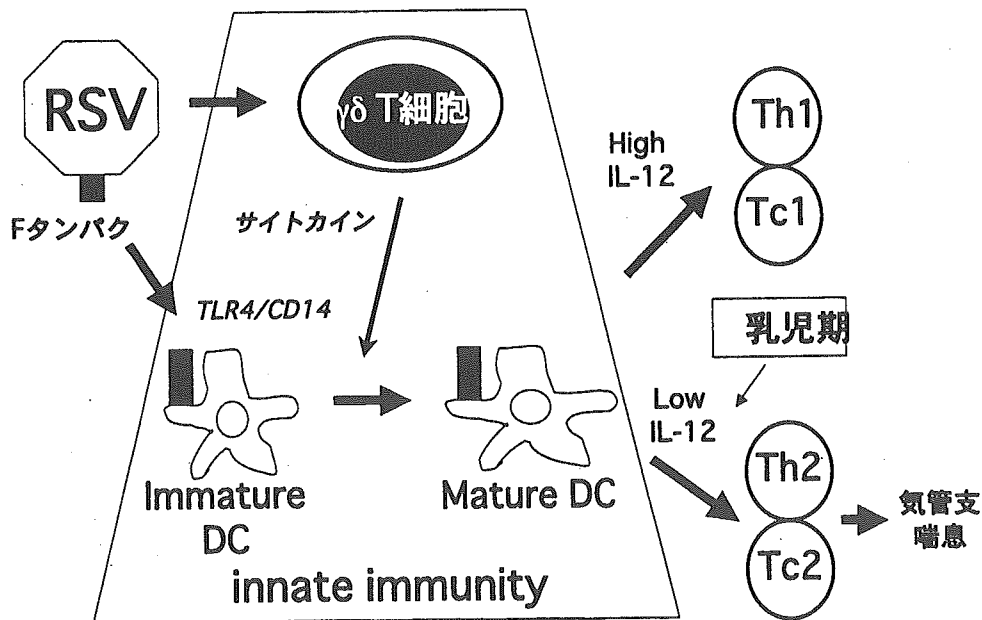 RSV
Fタンパク
γδ T細胞
サイトカイン
TLR4/CD14
Immature
DC
Mature DC
innate immunity
High
IL-12
Th1
Tc1
乳児期
Low
IL-12
Th2
Tc2
気管支
喘息